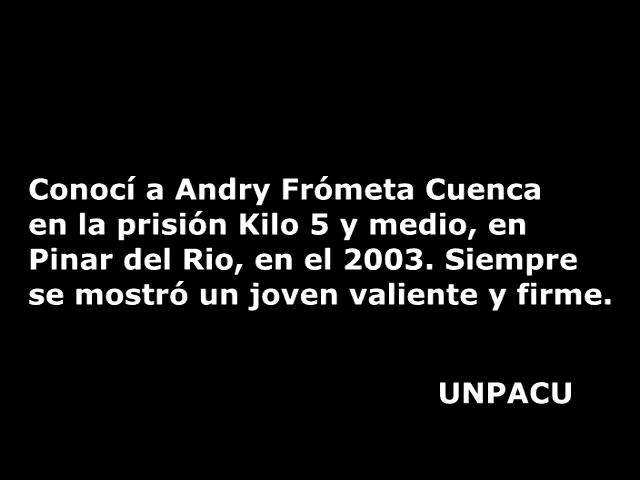 Conocí a Andry Frómeta Cuenca
en la prisión Kilo 5 y medio, en
Pinar del Rio, en el 2003. Siempre
se mostró un joven valiente y firme.
UNPACU